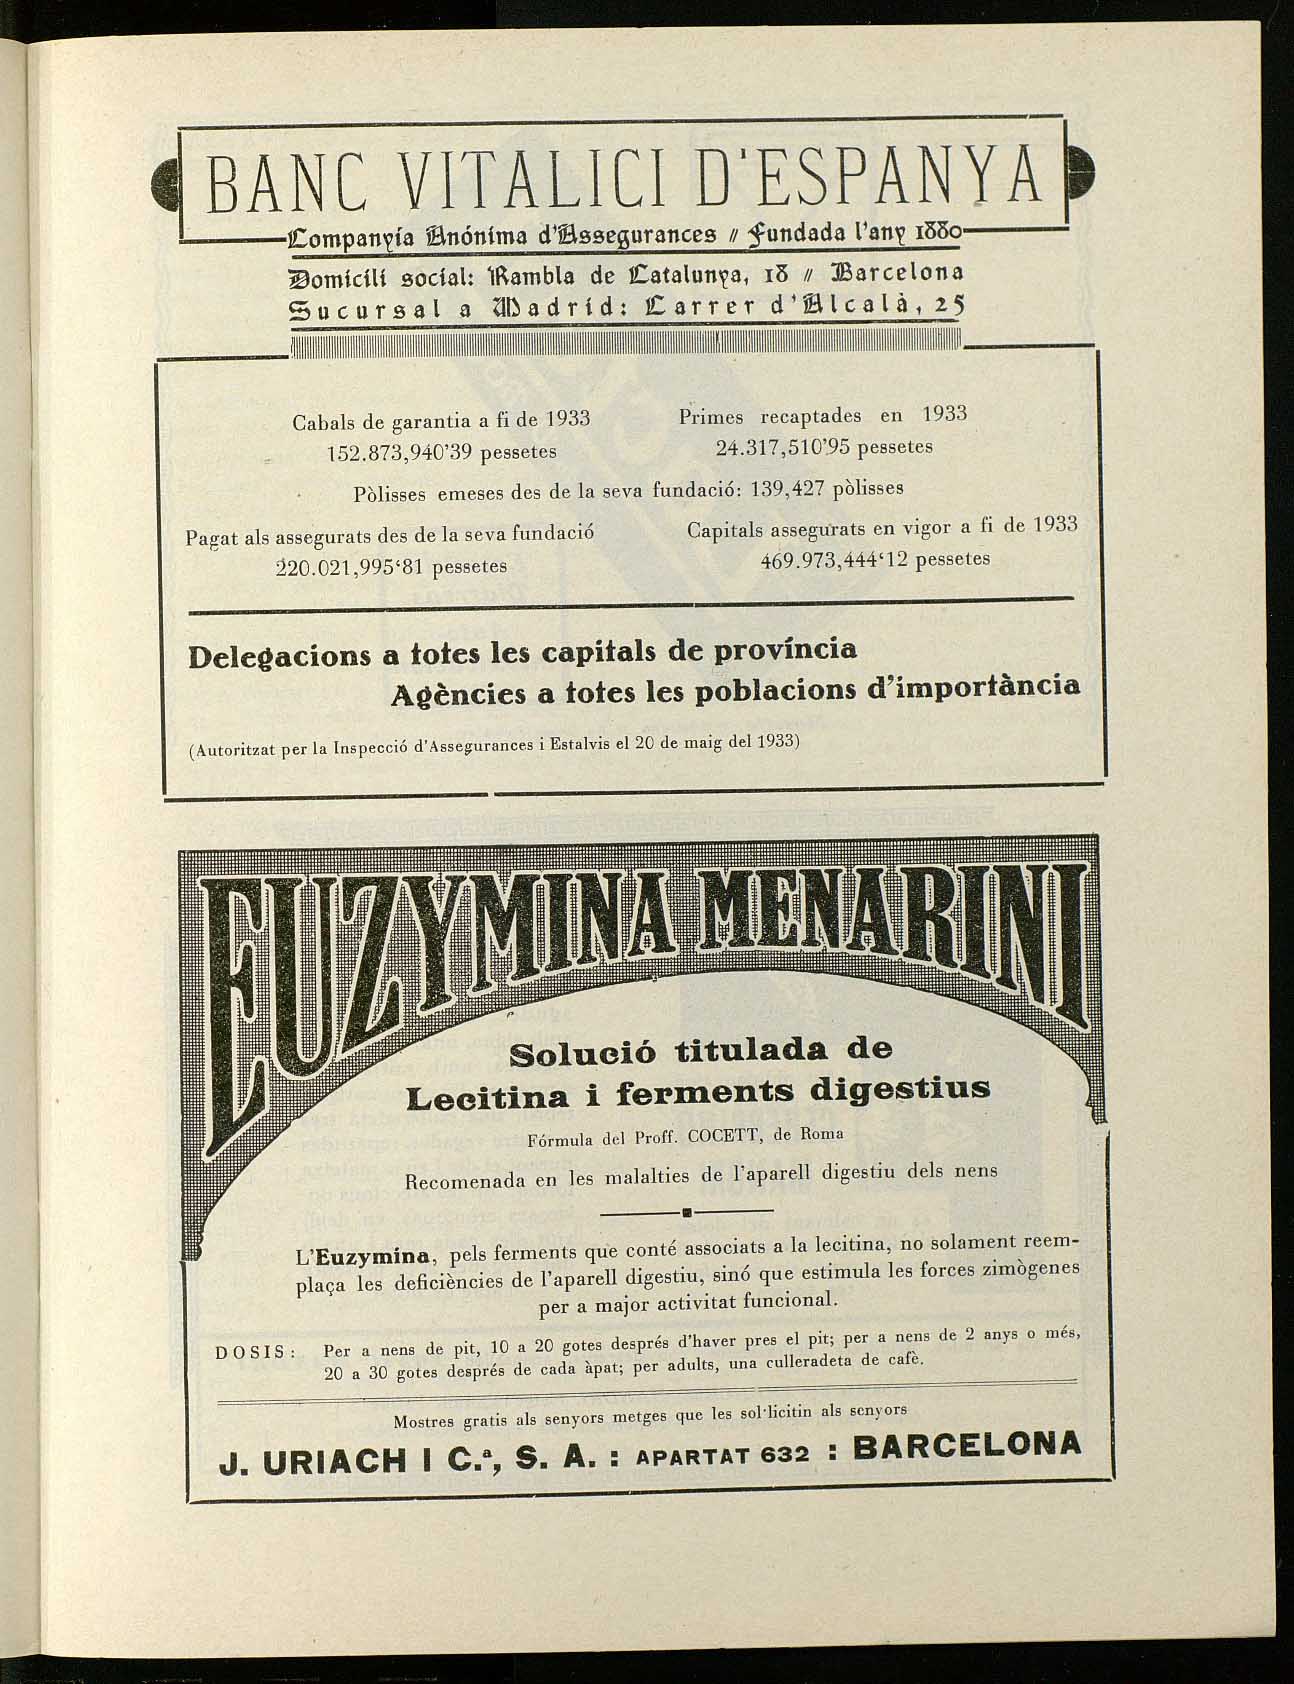 BANC VITALICI D'ESPANYA
Companyía Anónima d'Assegurances // Fundada l'any 1880
Domicili social: Rambla de Catalunya, 18 // Barcelona
Sucursal a Madrid: Carrer d'Alcalà, 25
Cabals de garantia a fi de 1933
152.873,940'39 pessetes
Primes recaptades en 1933
24.317,510'95 pessetes
Pòlisses emeses des de la seva fundació: 139,427 pòlisses
Pagat als assegurats des de la seva fundació
220.021,995‘81 pessetes
Capitals assegurats en vigor a fi de 1933
469.973,444‘12 pessetes
Delegacions a totes les capitals de província
Agències a totes les poblacions d'importància
(Autoritzat per la Inspecció d'Assegurances i Estalvis el 20 de maig del 1933)
EUZYMINA MENARINI
Solució titulada de
Lecitina i ferments digestius
Fórmula del Proff. COCETT, de Roma
Recomenada en les malalties de l'aparell digestiu dels nens
L'Euzymina, pels ferments que conté associats a la lecitina, no solament reem-
plaça les deficiències de l'aparell digestiu, sinó que estimula les forces zimògenes
per a major activitat funcional.
DOSIS: Per a nens de pit, 10 a 20 gotes després d'haver pres el pit; per a nens de 2 anys o més,
20 a 30 gotes després de cada àpat; per adults, una culleradeta de cafè.
Mostres gratis als senyors metges que les sol·licitin als senyors
J. URIACH I C.ª, S. A. : APARTAT 632 : BARCELONA